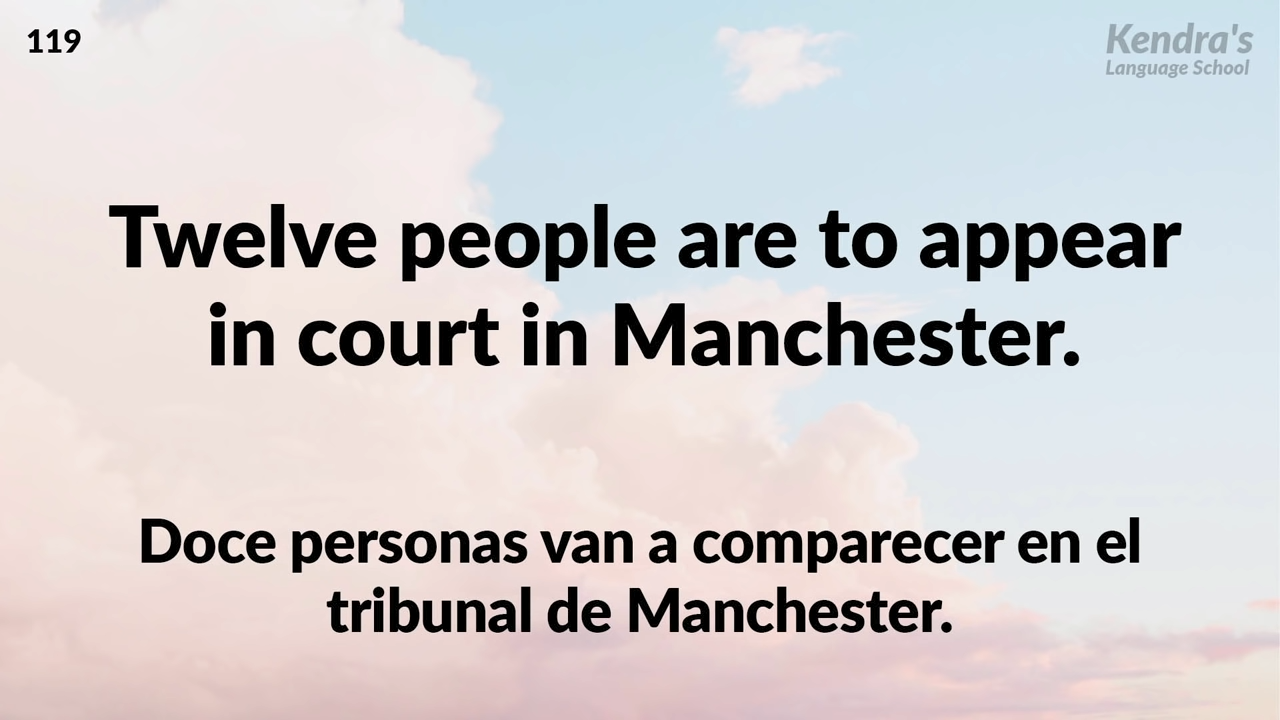 119
Kendra's
Language School
Twelve people are to appear
in court in Manchester.
Doce personas van a comparecer en el
tribunal de Manchester.